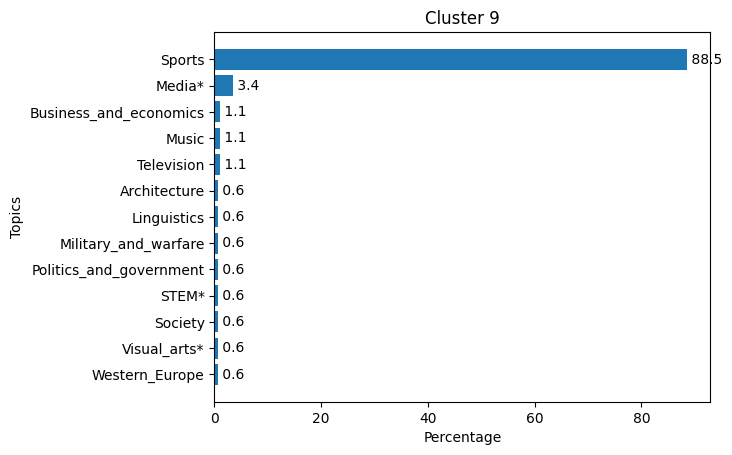 Cluster 9
Sports 88.5
Media* 3.4
Business_and_economics 1.1
Music 1.1
Television 1.1
Architecture 0.6
Linguistics 0.6
Military_and_warfare 0.6
Politics_and_government 0.6
STEM* 0.6
Society 0.6
Visual_arts* 0.6
Western_Europe 0.6
Topics
0 20 40 60 80
Percentage